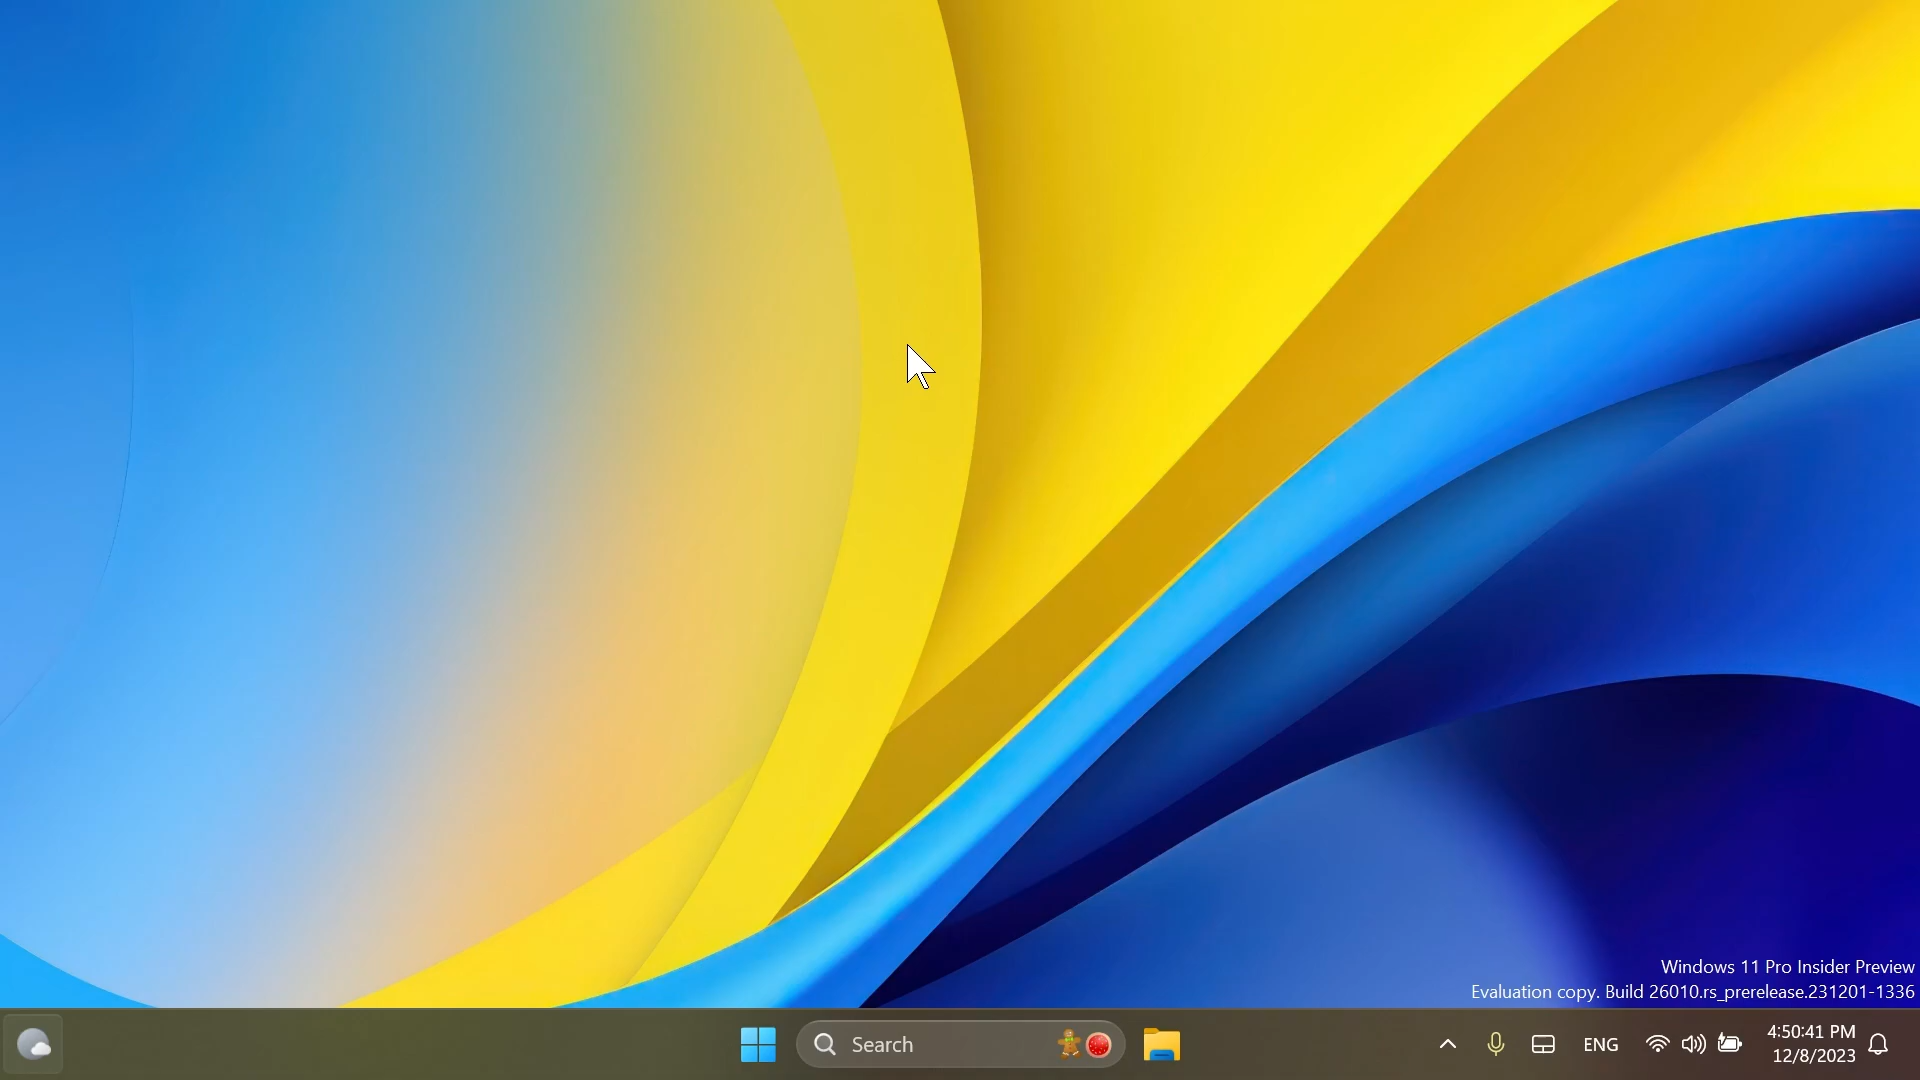 Windows 11 Pro Insider Preview
Evaluation copy. Build 26010.rs_prerelease.231201-1336
Search
ENG
4:50:41 PM
12/8/2023